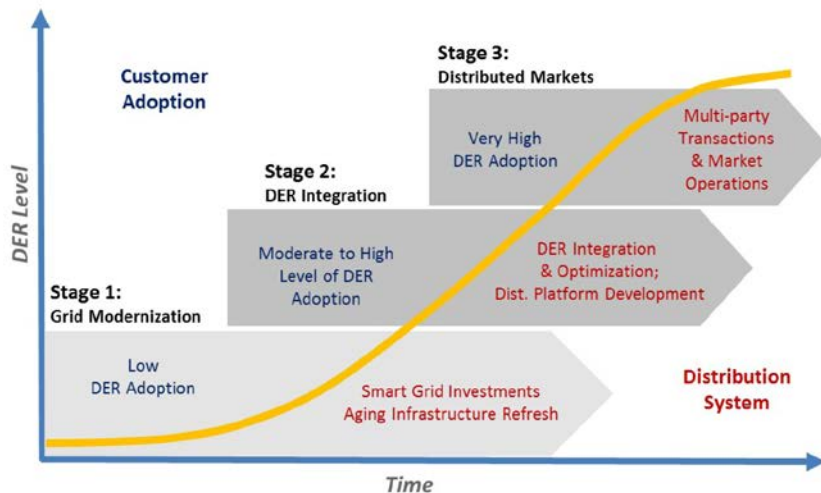 Customer
Adoption
Stage 3:
Distributed Markets
Very High
DER Adoption
Multi-party
Transactions
& Market
Operations
Stage 2:
DER Integration
Moderate to High
Level of DER
Adoption
DER Integration
& Optimization;
Dist. Platform Development
Stage 1:
Grid Modernization
Low
DER Adoption
Smart Grid Investments
Aging Infrastructure Refresh
Distribution
System
DER Level
Time